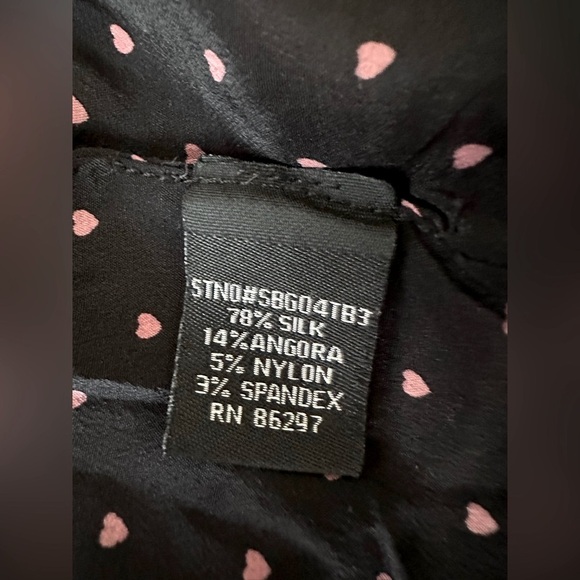 STNO#SBG04TB3
78% SILK
14%ANGORA
5% NYLON
3% SPANDEX
RN 86297